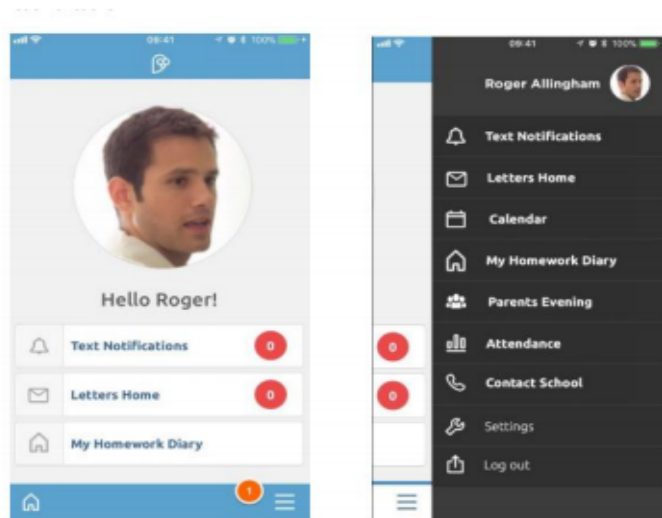 09:41
100%
Hello Roger!
Text Notifications
0
Letters Home
0
My Homework Diary
1
09:41
100%
Roger Allingham
Text Notifications
Letters Home
Calendar
My Homework Diary
Parents Evening
Attendance
Contact School
Settings
Log out
0
0